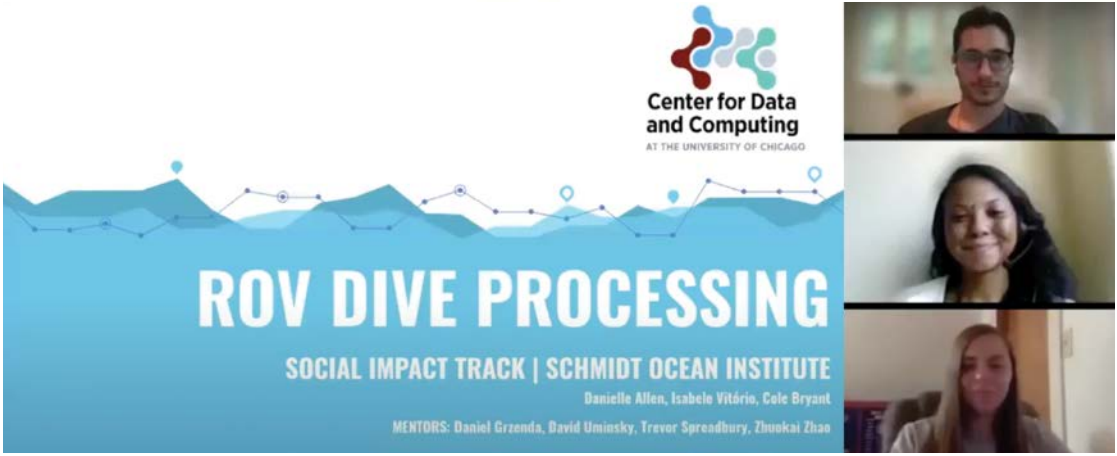 Center for Data
and Computing
AT THE UNIVERSITY OF CHICAGO
ROV DIVE PROCESSING
SOCIAL IMPACT TRACK | SCHMIDT OCEAN INSTITUTE
Danielle Allen, Isabele Vitório, Cole Bryant
MENTORS: Daniel Grzenda, David Uminsky, Trevor Spreadbury, Zhuokai Zhao